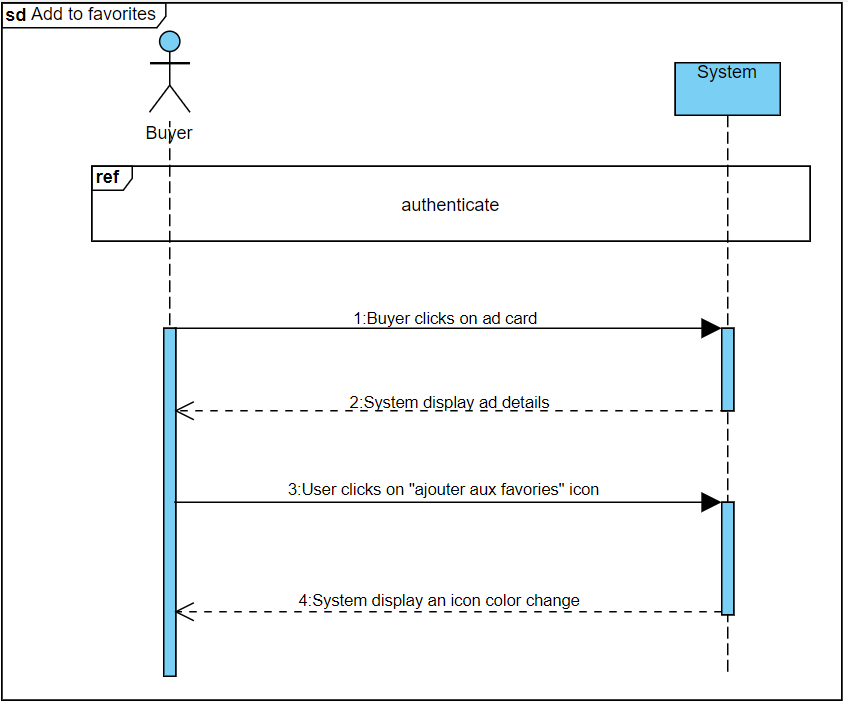 sd Add to favorites
Buyer
System
ref
authenticate
1:Buyer clicks on ad card
2:System display ad details
3:User clicks on "ajouter aux favories" icon
4:System display an icon color change